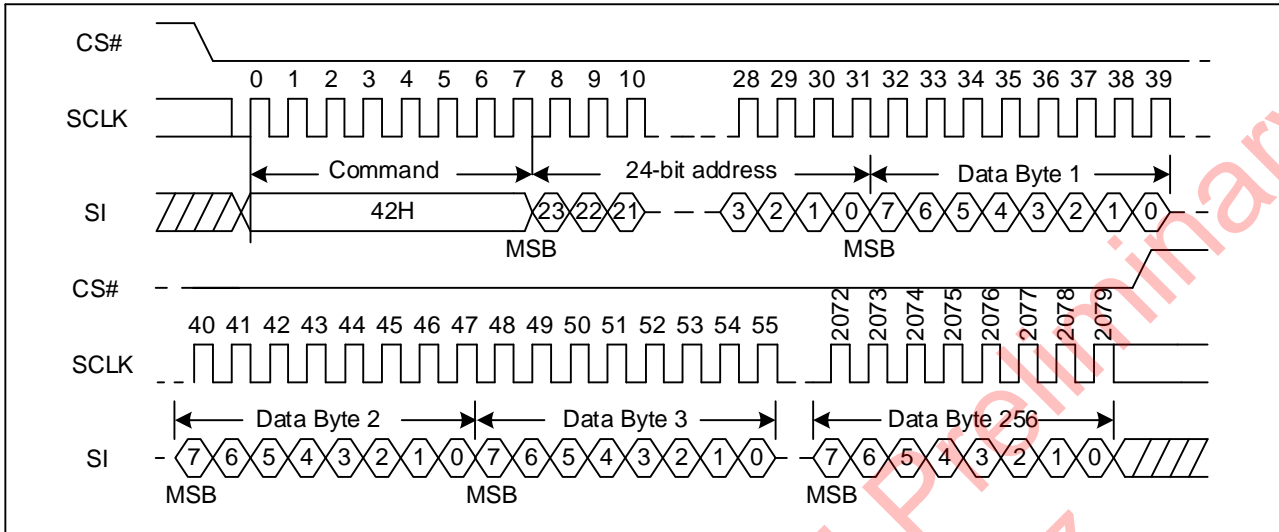 CS#
0 1 2 3 4 5 6 7 8 9 10 28 29 30 31 32 33 34 35 36 37 38 39
SCLK
Command 24-bit address Data Byte 1
SI 42H 23 22 21 3 2 1 0 7 6 5 4 3 2 1 0
MSB MSB
CS#
40 41 42 43 44 45 46 47 48 49 50 51 52 53 54 55 2072 2073 2074 2075 2076 2077 2078 2079
SCLK
Data Byte 2 Data Byte 3 Data Byte 256
SI 7 6 5 4 3 2 1 0 7 6 5 4 3 2 1 0 7 6 5 4 3 2 1 0
MSB MSB MSB
Preliminary